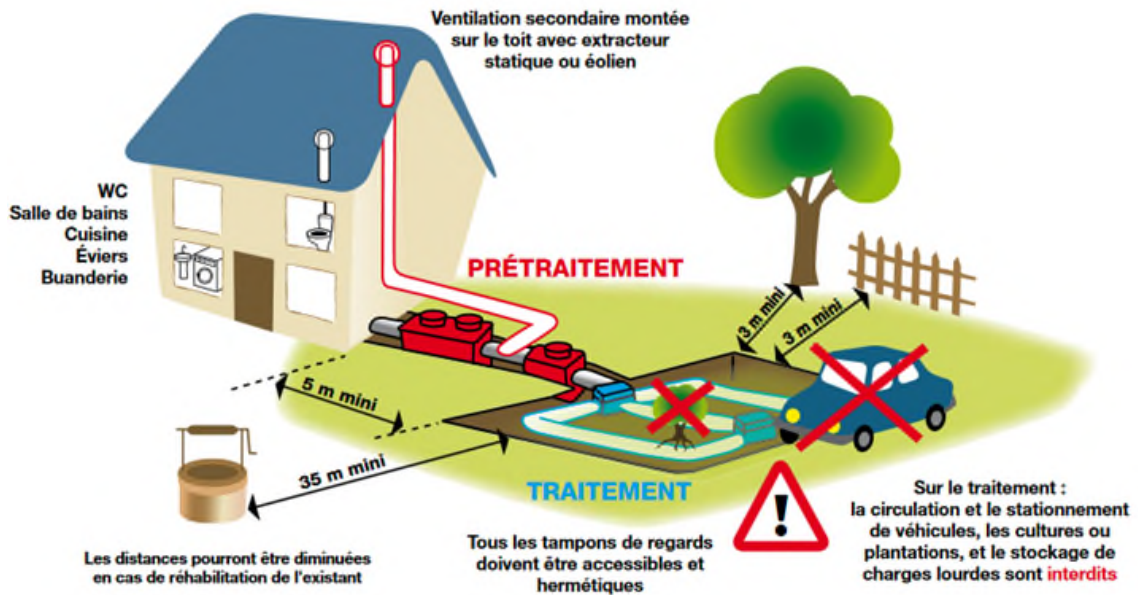 Ventilation secondaire montée
sur le toit avec extracteur
statique ou éolien
WC
Salle de bains
Cuisine
Éviers
Buanderie
PRÉTRAITEMENT
3 m mini
3 m mini
5 m mini
35 m mini
TRAITEMENT
!
Les distances pourront être diminuées
en cas de réhabilitation de l'existant
Tous les tampons de regards
doivent être accessibles et
hermétiques
Sur le traitement :
la circulation et le stationnement
de véhicules, les cultures ou
plantations, et le stockage de
charges lourdes sont interdits